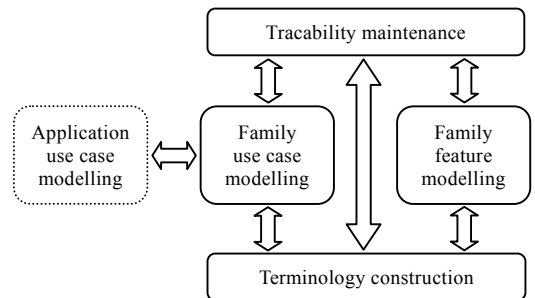 Tracability maintenance
Application
use case
modelling
Family
use case
modelling
Family
feature
modelling
Terminology construction